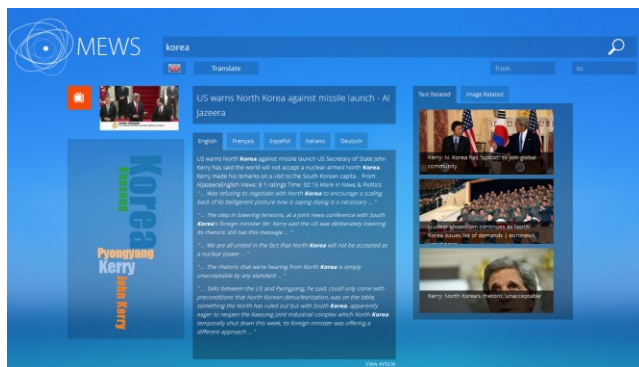 MEWS
korea
Translate
from
to
US warns North Korea against missile launch - Al
Jazeera
English
Français
Español
Italiano
Deutsch
US warns North Korea against missile launch US Secretary of State John
Kerry has said the world will not accept a nuclear-armed North Korea
Kerry made his remarks on a visit to the South Korean capita... From:
AljazeeraEnglish Views: 8 1 ratings Time: 02:15 More in News & Politics
"... Was refusing to negotiate with North Korea to encourage a scaling
back of its belligerent posture now is saying dialog is a necessary ... "
"... The step in lowering tensions, at a joint news conference with South
Korea's foreign minister Mr. Kerry said the US was deliberately lowering
its rhetoric still has this message ... "
"... We are all united in the fact that North Korea will not be accepted as
a nuclear power ... "
"... The rhetoric that we're hearing from North Korea is simply
unacceptable by any standard ... "
"... Talks between the US and Pyongyang, he said, could only come with
preconditions that North Korean denuclearization, was on the table,
something the North has ruled out but with South Korea, apparently
eager to reopen the Kaesong joint industrial complex which North Korea
temporally shut down this week, its foreign minister was offering a
different approach ... "
View Article
Korea
Kaesong
Pyongyang
Kerry
John Kerry
Text Related
Image Related
Kerry: N. Korea has "option" to join global
community
Nuclear showdown continues as North
Korea issues list of demands | euronews,
Kerry: North Korea's rhetoric 'unacceptable'